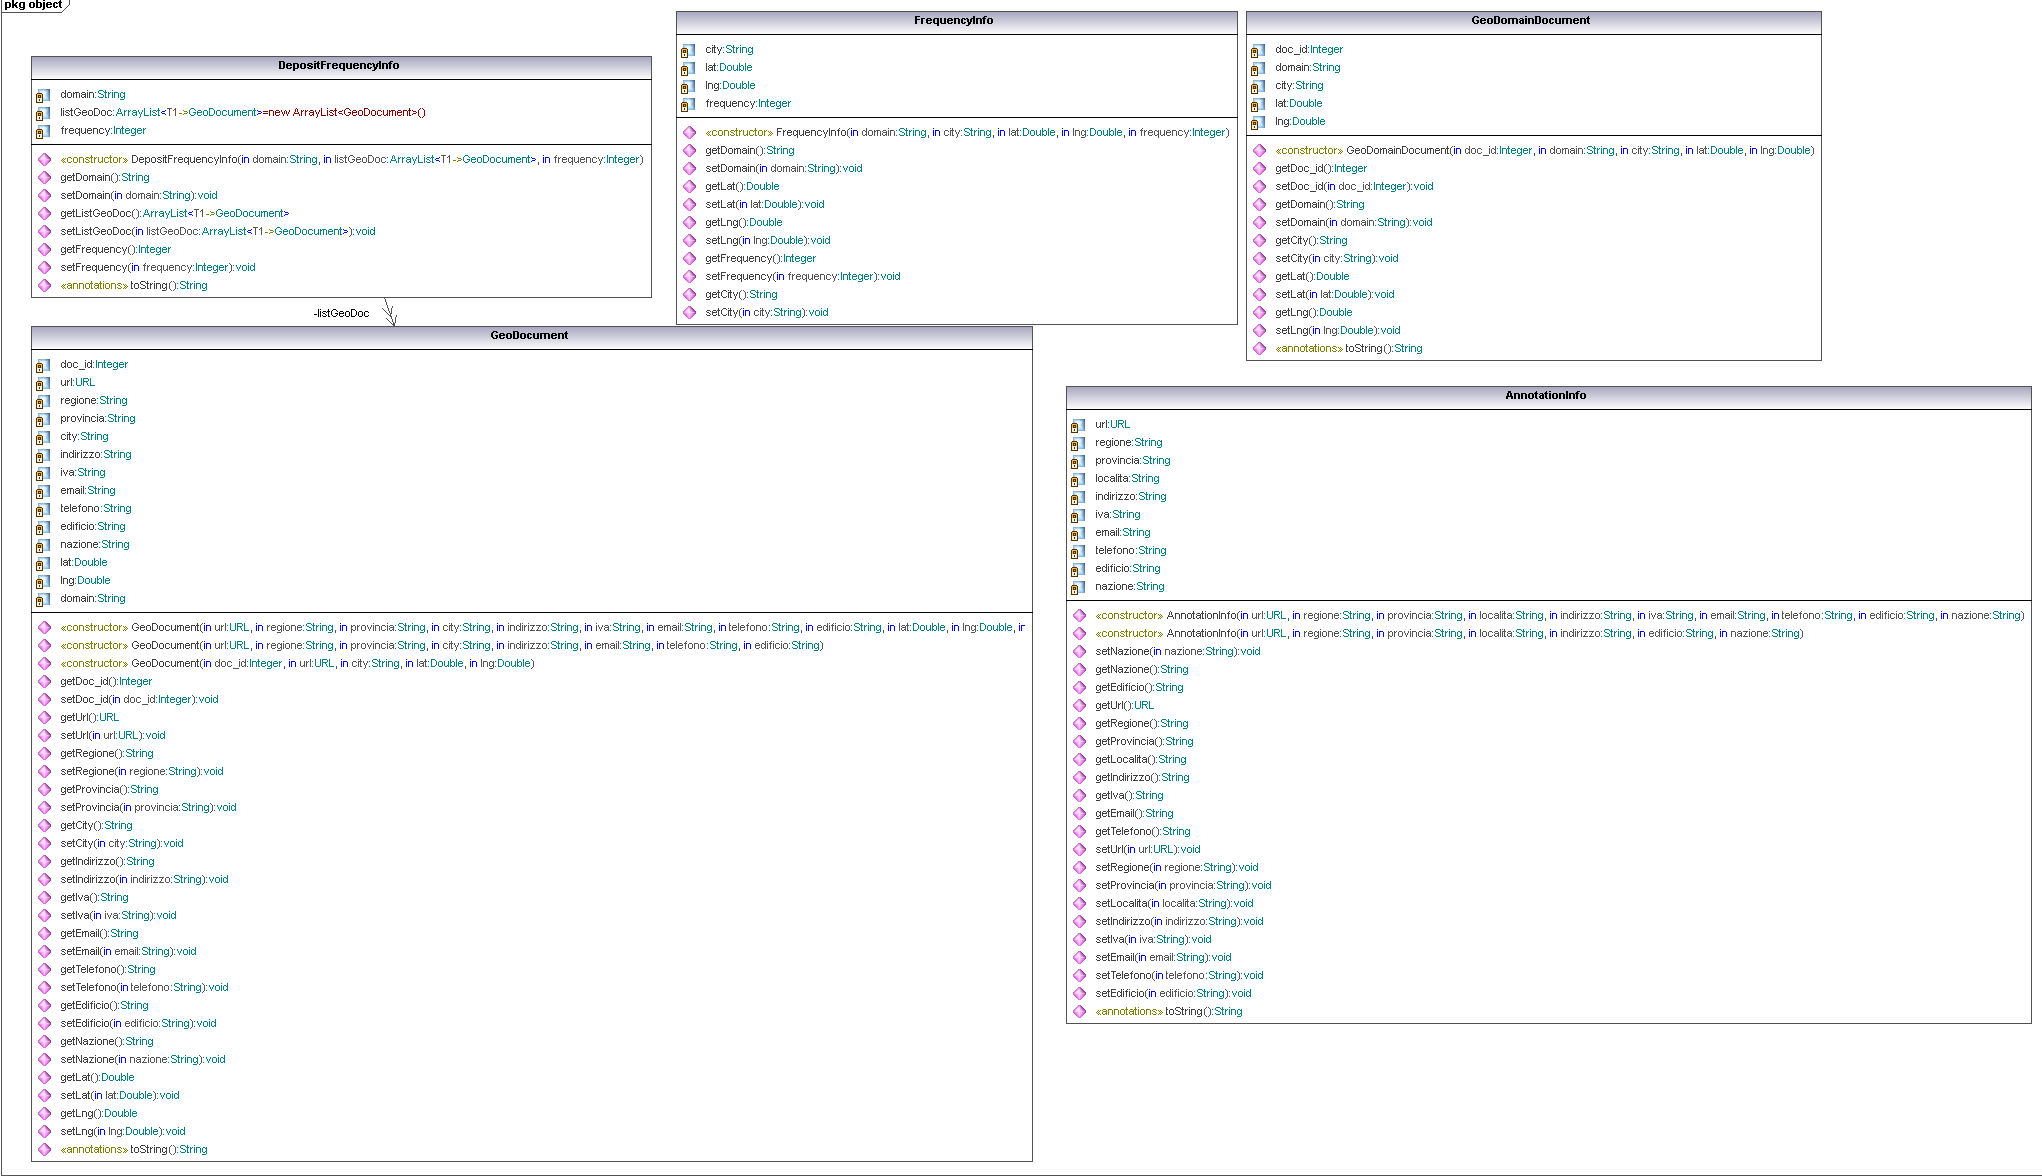 pkg object
DepositFrequencyInfo
domain:String
listGeoDoc:ArrayList<T1->GeoDocument>=new ArrayList<GeoDocument>()
frequency:Integer
«constructor» DepositFrequencyInfo(in domain:String, in listGeoDoc:ArrayList<T1->GeoDocument>, in frequency:Integer)
getDomain():String
setDomain(in domain:String):void
getListGeoDoc():ArrayList<T1->GeoDocument>
setListGeoDoc(in listGeoDoc:ArrayList<T1->GeoDocument>):void
getFrequency():Integer
setFrequency(in frequency:Integer):void
«annotations» toString():String
-listGeoDoc
FrequencyInfo
city:String
lat:Double
lng:Double
frequency:Integer
«constructor» FrequencyInfo(in domain:String, in city:String, in lat:Double, in lng:Double, in frequency:Integer)
getDomain():String
setDomain(in domain:String):void
getLat():Double
setLat(in lat:Double):void
getLng():Double
setLng(in lng:Double):void
getFrequency():Integer
setFrequency(in frequency:Integer):void
getCity():String
setCity(in city:String):void
GeoDomainDocument
doc_id:Integer
domain:String
city:String
lat:Double
lng:Double
«constructor» GeoDomainDocument(in doc_id:Integer, in domain:String, in city:String, in lat:Double, in lng:Double)
getDoc_id():Integer
setDoc_id(in doc_id:Integer):void
getDomain():String
setDomain(in domain:String):void
getCity():String
setCity(in city:String):void
getLat():Double
setLat(in lat:Double):void
getLng():Double
setLng(in lng:Double):void
«annotations» toString():String
GeoDocument
doc_id:Integer
url:URL
regione:String
provincia:String
city:String
indirizzo:String
iva:String
email:String
telefono:String
edificio:String
nazione:String
lat:Double
lng:Double
domain:String
«constructor» GeoDocument(in url:URL, in regione:String, in provincia:String, in city:String, in indirizzo:String, in iva:String, in email:String, in telefono:String, in edificio:String, in lat:Double, in lng:Double, in
«constructor» GeoDocument(in url:URL, in regione:String, in provincia:String, in city:String, in indirizzo:String, in email:String, in telefono:String, in edificio:String)
«constructor» GeoDocument(in doc_id:Integer, in url:URL, in city:String, in lat:Double, in lng:Double)
getDoc_id():Integer
setDoc_id(in doc_id:Integer):void
getUrl():URL
setUrl(in url:URL):void
getRegione():String
setRegione(in regione:String):void
getProvincia():String
setProvincia(in provincia:String):void
getCity():String
setCity(in city:String):void
getIndirizzo():String
setIndirizzo(in indirizzo:String):void
getIva():String
setIva(in iva:String):void
getEmail():String
setEmail(in email:String):void
getTelefono():String
setTelefono(in telefono:String):void
getEdificio():String
setEdificio(in edificio:String):void
getNazione():String
setNazione(in nazione:String):void
getLat():Double
setLat(in lat:Double):void
getLng():Double
setLng(in lng:Double):void
«annotations» toString():String
AnnotationInfo
url:URL
regione:String
provincia:String
localita:String
indirizzo:String
iva:String
email:String
telefono:String
edificio:String
nazione:String
«constructor» AnnotationInfo(in url:URL, in regione:String, in provincia:String, in localita:String, in indirizzo:String, in iva:String, in email:String, in telefono:String, in edificio:String, in nazione:String)
«constructor» AnnotationInfo(in url:URL, in regione:String, in provincia:String, in localita:String, in indirizzo:String, in edificio:String, in nazione:String)
setNazione(in nazione:String):void
getNazione():String
getEdificio():String
getUrl():URL
getRegione():String
getProvincia():String
getLocalita():String
getIndirizzo():String
getIva():String
getEmail():String
getTelefono():String
setUrl(in url:URL):void
setRegione(in regione:String):void
setProvincia(in provincia:String):void
setLocalita(in localita:String):void
setIndirizzo(in indirizzo:String):void
setIva(in iva:String):void
setEmail(in email:String):void
setTelefono(in telefono:String):void
setEdificio(in edificio:String):void
«annotations» toString():String